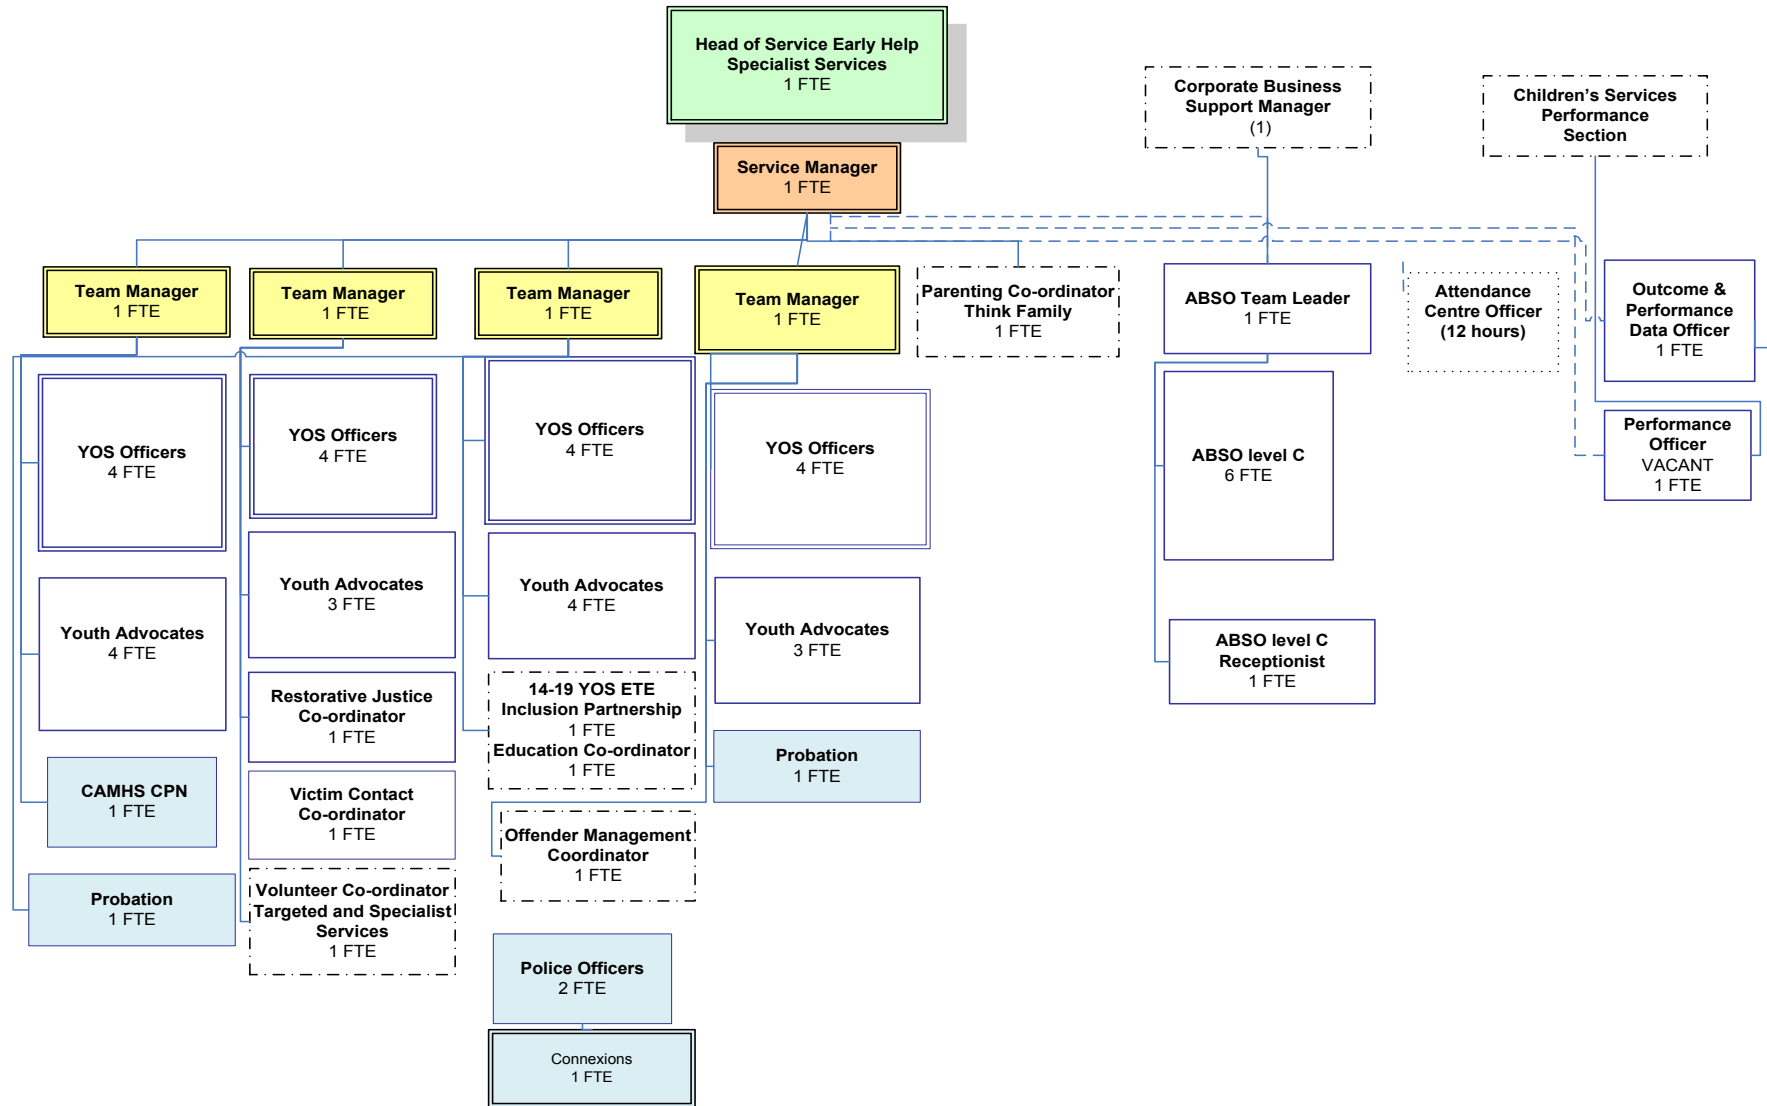 Head of Service Early Help
Specialist Services
1 FTE
Corporate Business
Support Manager
(1)
Children’s Services
Performance
Section
Service Manager
1 FTE
Team Manager
1 FTE
Team Manager
1 FTE
Team Manager
1 FTE
Team Manager
1 FTE
Parenting Co-ordinator
Think Family
1 FTE
ABSO Team Leader
1 FTE
Attendance
Centre Officer
(12 hours)
Outcome &
Performance
Data Officer
1 FTE
YOS Officers
4 FTE
YOS Officers
4 FTE
YOS Officers
4 FTE
YOS Officers
4 FTE
ABSO level C
6 FTE
Performance
Officer
VACANT
1 FTE
Youth Advocates
4 FTE
Youth Advocates
3 FTE
Youth Advocates
4 FTE
Youth Advocates
3 FTE
ABSO level C
Receptionist
1 FTE
Restorative Justice
Co-ordinator
1 FTE
14-19 YOS ETE
Inclusion Partnership
1 FTE
Education Co-ordinator
1 FTE
Probation
1 FTE
CAMHS CPN
1 FTE
Victim Contact
Co-ordinator
1 FTE
Offender Management
Coordinator
1 FTE
Probation
1 FTE
Volunteer Co-ordinator
Targeted and Specialist
Services
1 FTE
Police Officers
2 FTE
Connexions
1 FTE